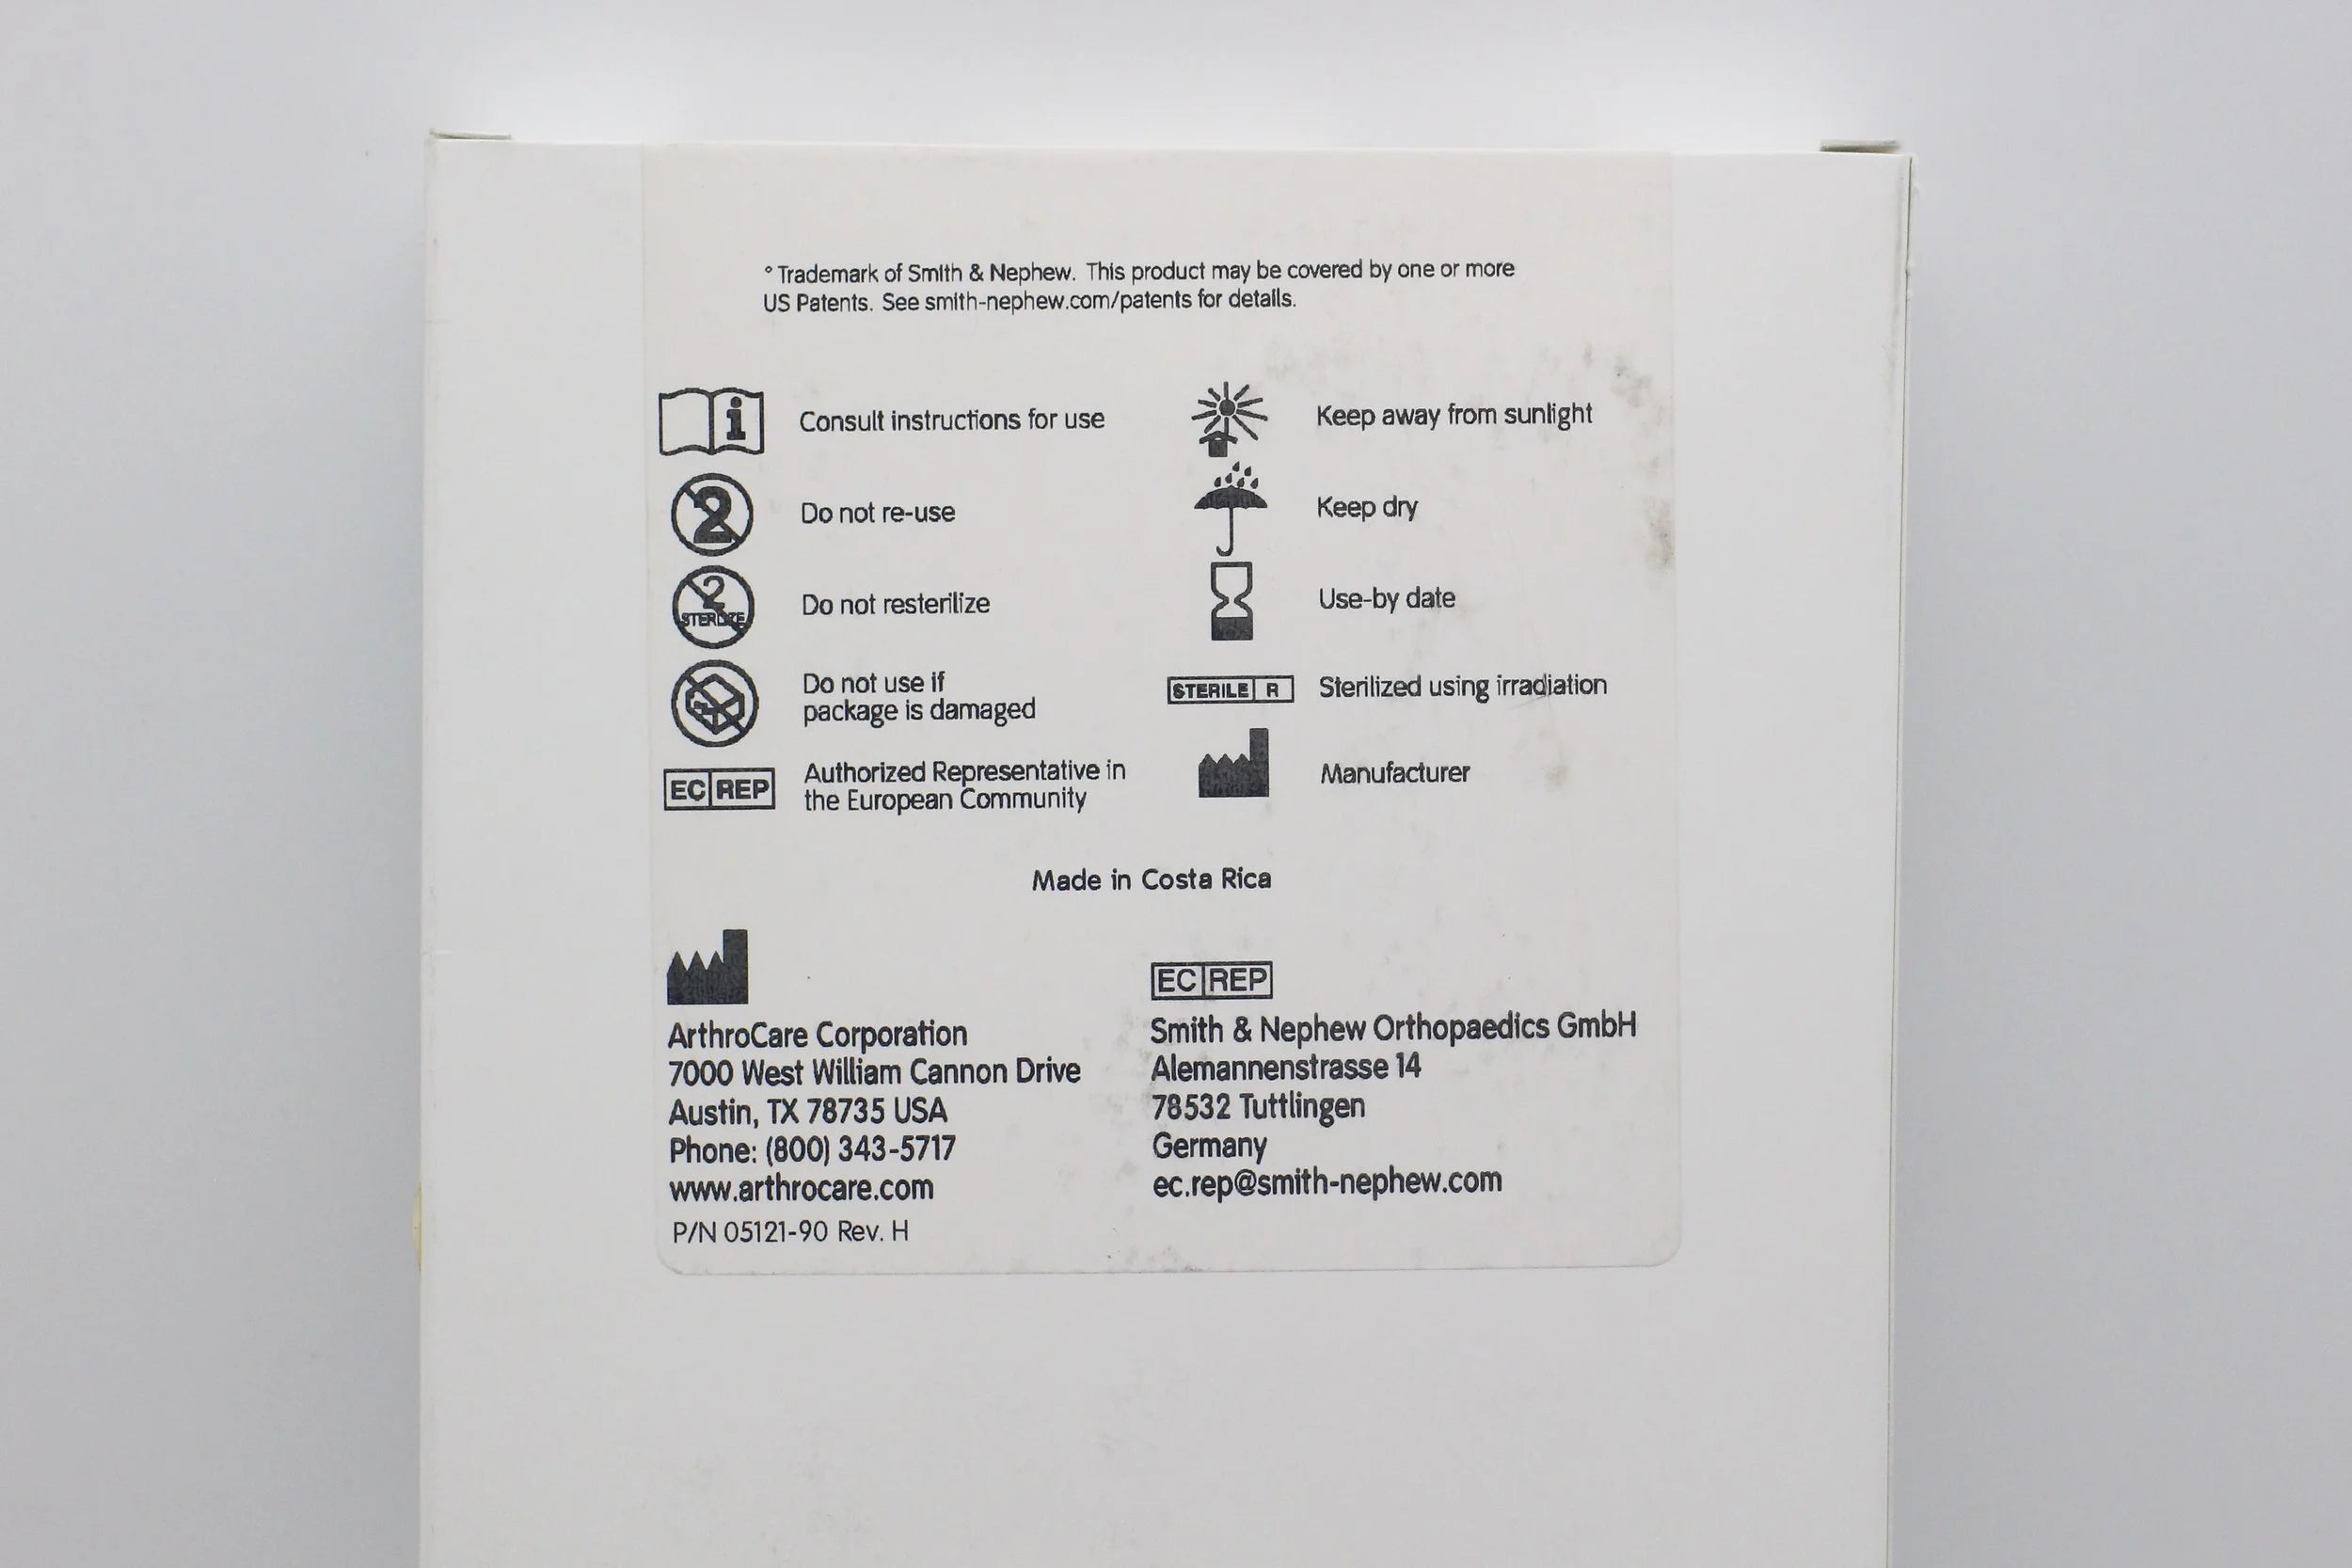 ° Trademark of Smith & Nephew. This product may be covered by one or more
US Patents. See smith-nephew.com/patents for details.
i Consult instructions for use
2 Do not re-use
2 STERILIZE Do not resterilize
Do not use if
package is damaged
EC REP Authorized Representative in
the European Community
Keep away from sunlight
Keep dry
Use-by date
STERILE R Sterilized using irradiation
Manufacturer
Made in Costa Rica
ArthroCare Corporation
7000 West William Cannon Drive
Austin, TX 78735 USA
Phone: (800) 343-5717
www.arthrocare.com
P/N 05121-90 Rev. H
EC REP
Smith & Nephew Orthopaedics GmbH
Alemannenstrasse 14
78532 Tuttlingen
Germany
ec.rep@smith-nephew.com